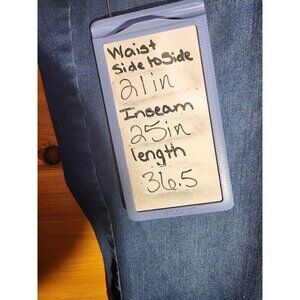 Waist
side to side
21in
Inseam
25in
length
36.5